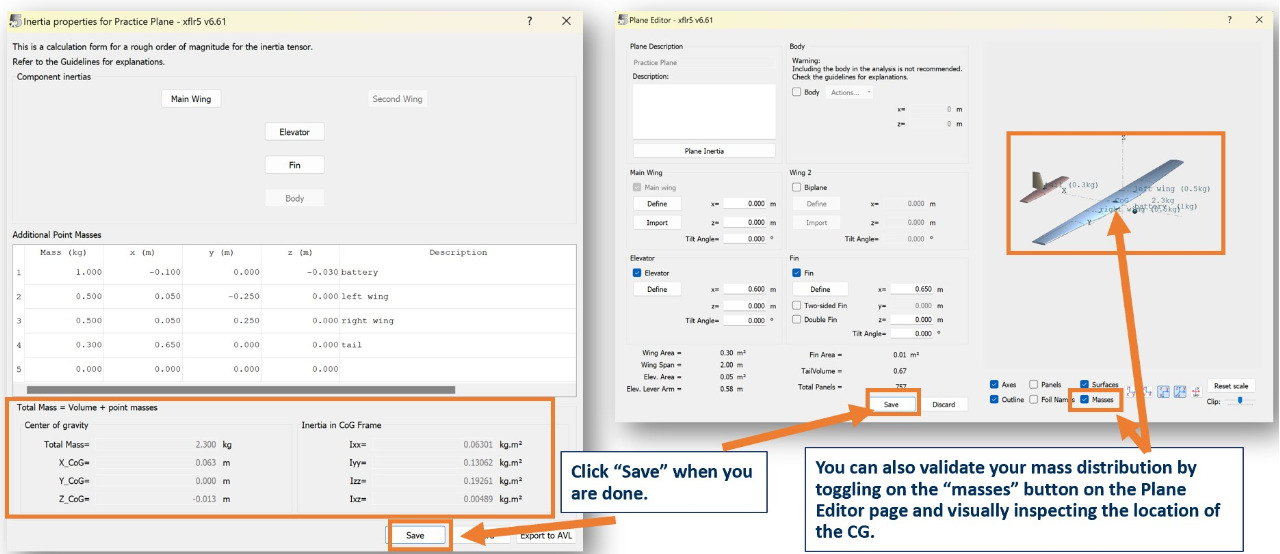 Inertia properties for Practice Plane - xflr5 v6.61
?
This is a calculation form for a rough order of magnitude for the inertia tensor.
Refer to the Guidelines for explanations.
Component inertias
Main Wing
Second Wing
Elevator
Fin
Body
Additional Point Masses
Mass (kg) x (m) y (m) z (m) Description
1 1.000 -0.100 0.000 -0.030 battery
2 0.500 0.050 -0.250 0.000 left wing
3 0.500 0.050 0.250 0.000 right wing
4 0.300 0.650 0.000 0.000 tail
5 0.000 0.000 0.000 0.000
Total Mass = Volume + point masses
Center of gravity
Total Mass= 2.300 kg
X_CoG= 0.063 m
Y_CoG= 0.000 m
Z_CoG= -0.013 m
Inertia in CoG Frame
Ixx= 0.06301 kg.m²
Iyy= 0.13062 kg.m²
Izz= 0.19261 kg.m²
Ixz= 0.00489 kg.m²
Save
Export to AVL
Click “Save” when you
are done.
Plane Editor - xflr5 v6.61
?
Plane Description
Practice Plane
Description:
Plane Inertia
Body
Warning:
Including the body in the analysis is not recommended.
Check the guidelines for explanations.
Body Actions...
x= 0 m
z= 0 m
Main Wing
Main wing
Define x= 0.000 m
Import z= 0.000 m
Tilt Angle= 0.000 °
Wing 2
Biplane
Define x= 0.000 m
Import z= 0.000 m
Tilt Angle= 0.000 °
Elevator
Elevator
Define x= 0.600 m
z= 0.000 m
Tilt Angle= 0.000 °
Fin
Fin
Define x= 0.650 m
Two-sided Fin y= 0.000 m
Double Fin z= 0.000 m
Tilt Angle= 0.000 °
Wing Area = 0.30 m²
Wing Span = 2.00 m
Elev. Area = 0.05 m²
Elev. Lever Arm = 0.58 m
Fin Area = 0.01 m²
TailVolume = 0.67
Total Panels = 757
Save
Discard
tail (0.3kg)
X
left wing (0.5kg)
CoG 2.3kg
battery (1kg)
Y
Axes Panels Surfaces
Outline Foil Names Masses
Reset scale
Clip:
You can also validate your mass distribution by
toggling on the “masses” button on the Plane
Editor page and visually inspecting the location of
the CG.